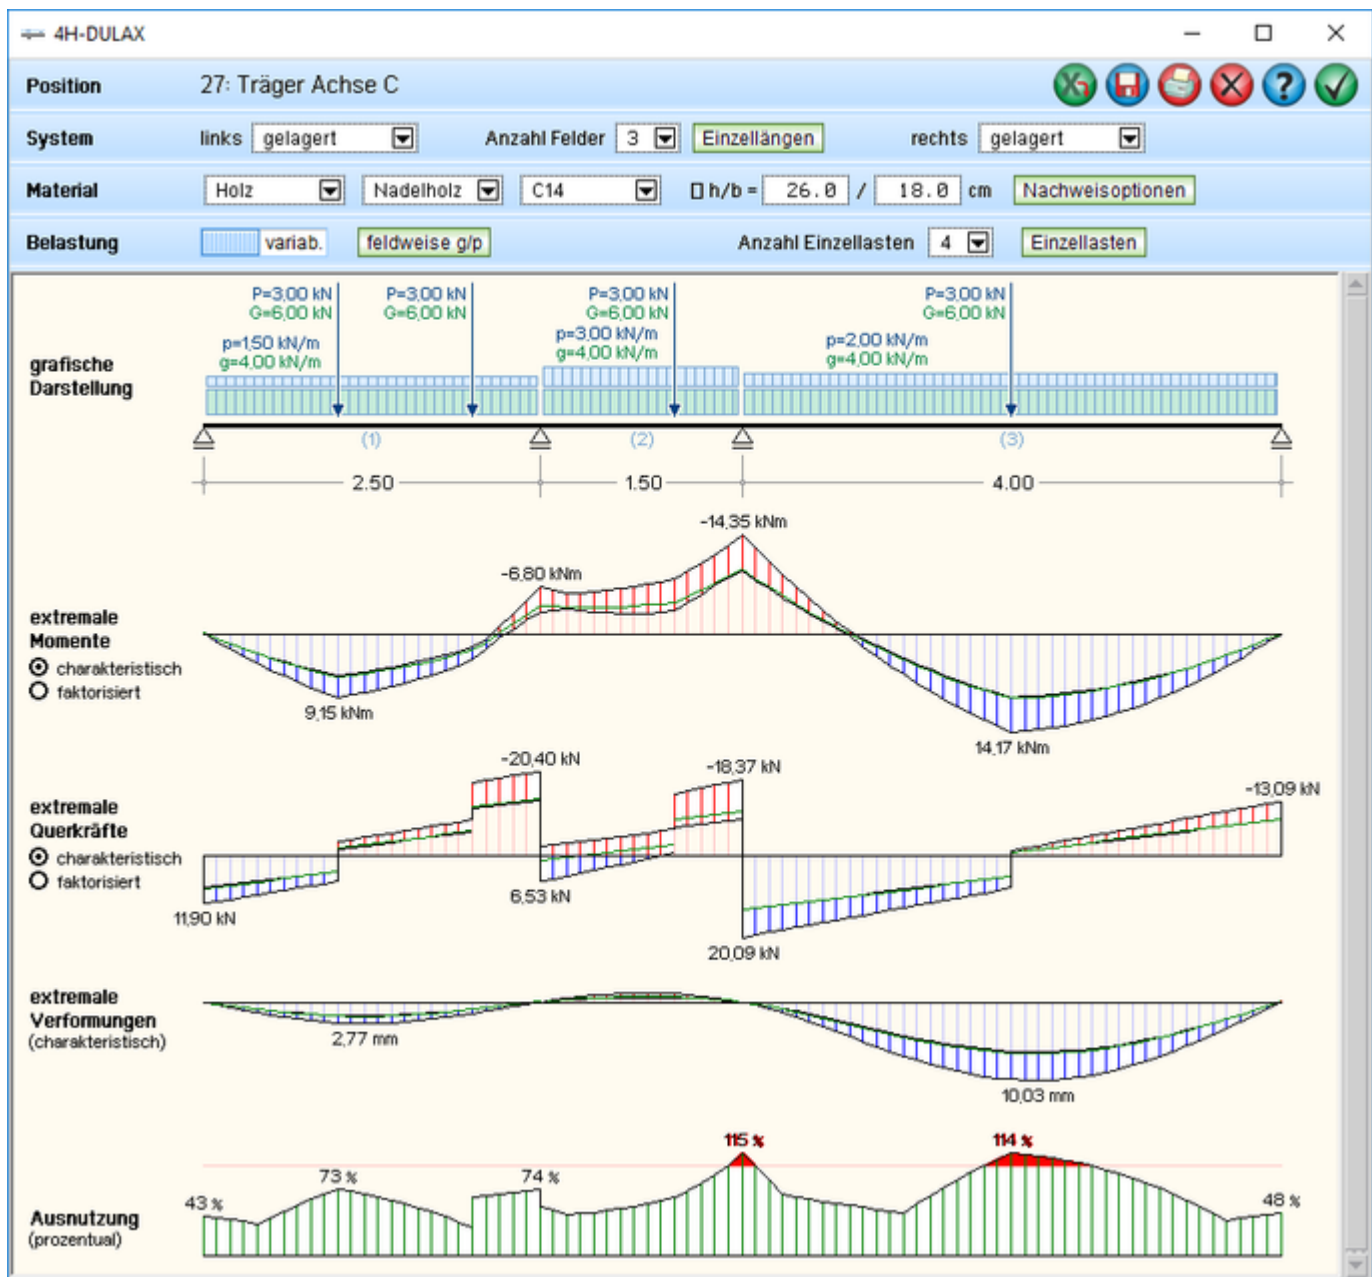 4H-DULAX
Position 27: Träger Achse C
System links gelagert Anzahl Felder 3 Einzellängen rechts gelagert
Material Holz Nadelholz C14 h/b = 26.0 / 18.0 cm Nachweisoptionen
Belastung variab. feldweise g/p Anzahl Einzellasten 4 Einzellasten
grafische
Darstellung
P=3,00 kN P=3,00 kN P=3,00 kN P=3,00 kN
G=6,00 kN G=6,00 kN G=6,00 kN G=6,00 kN
p=1,50 kN/m p=3,00 kN/m p=2,00 kN/m
g=4,00 kN/m g=4,00 kN/m g=4,00 kN/m
(1) (2) (3)
2.50 1.50 4.00
extremale
Momente
charakteristisch
faktorisiert
-14,35 kNm
-6,80 kNm
9,15 kNm
14,17 kNm
extremale
Querkräfte
charakteristisch
faktorisiert
-20,40 kN
-18,37 kN
-13,09 kN
11,90 kN
6,53 kN
20,09 kN
extremale
Verformungen
(charakteristisch)
2,77 mm
10,03 mm
Ausnutzung
(prozentual)
43 % 73 % 74 % 115 % 114 % 48 %